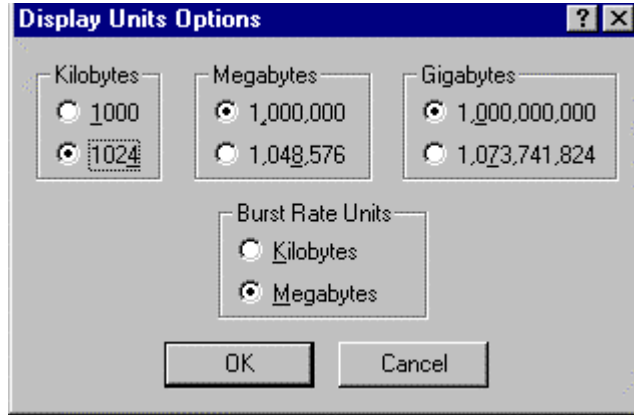 Display Units Options
Kilobytes
1000
1024
Megabytes
1,000,000
1,048,576
Gigabytes
1,000,000,000
1,073,741,824
Burst Rate Units
Kilobytes
Megabytes
OK
Cancel